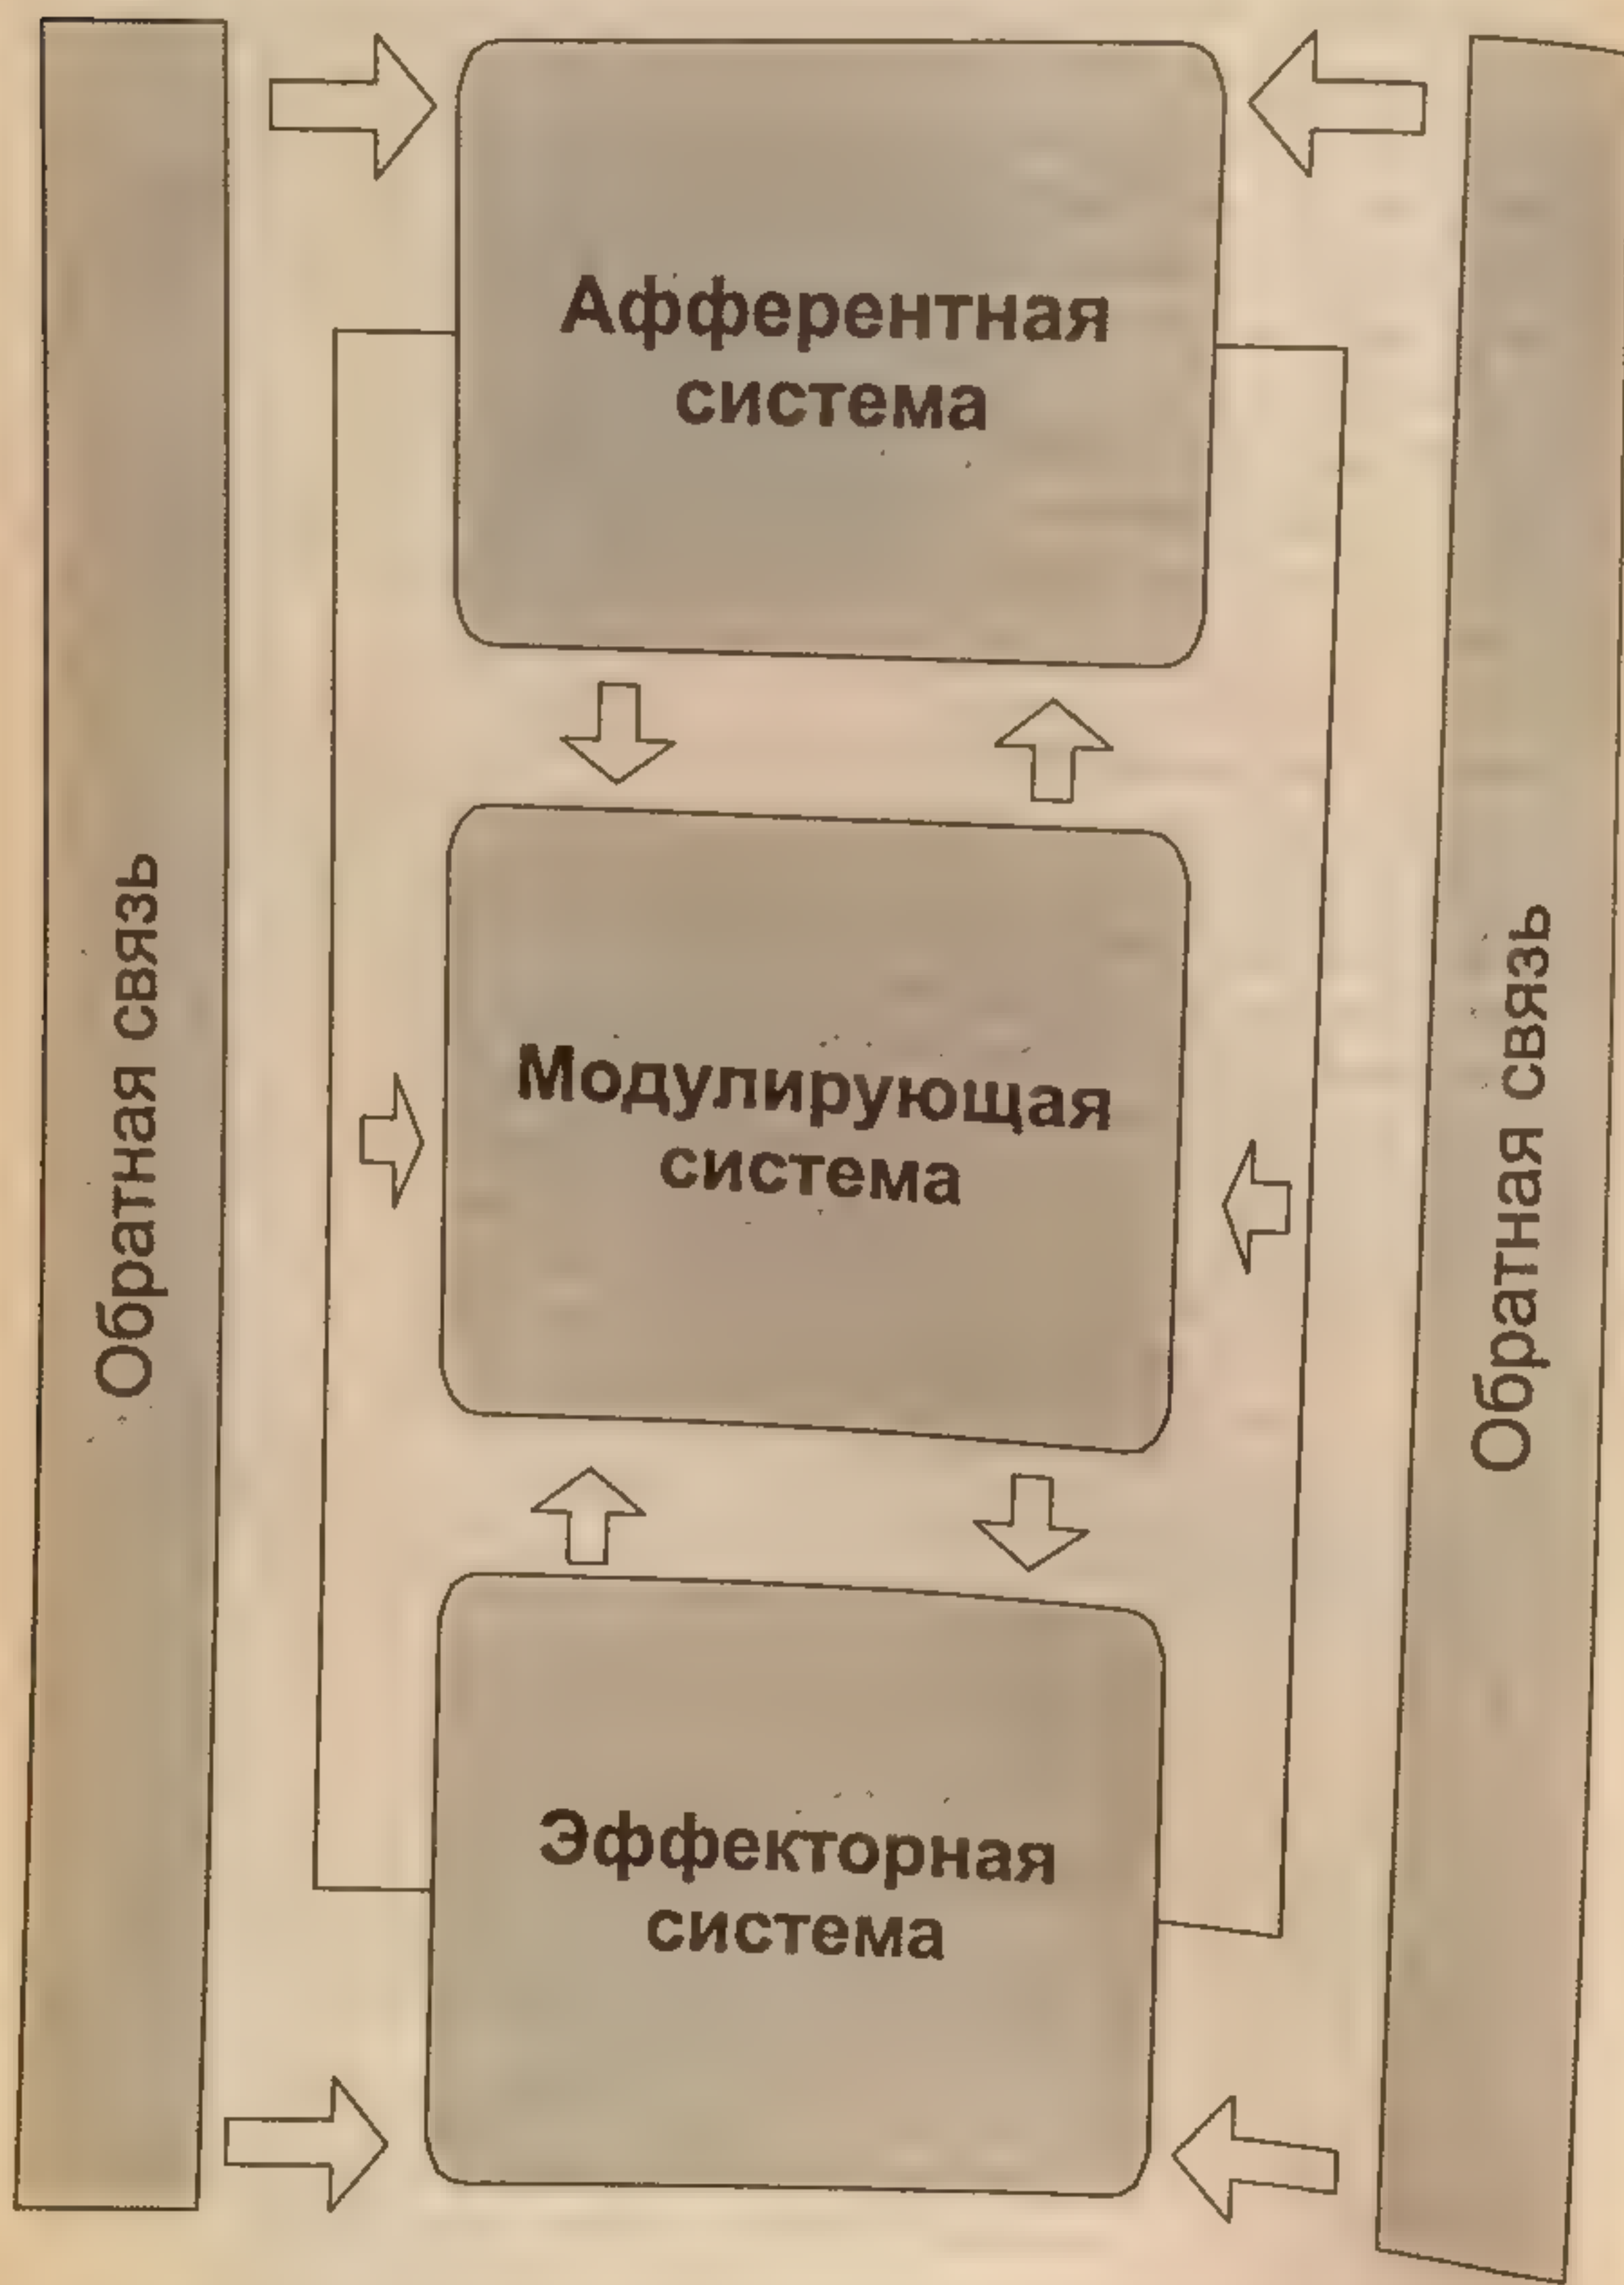 Обратная связь
Афферентная
система
Модулирующая
система
Эффекторная
система
Обратная связь